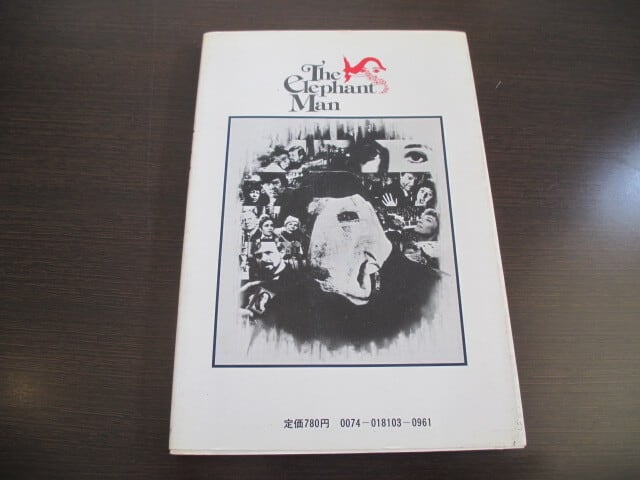 The
elephant
Man
定価780円 0074-018103-0961